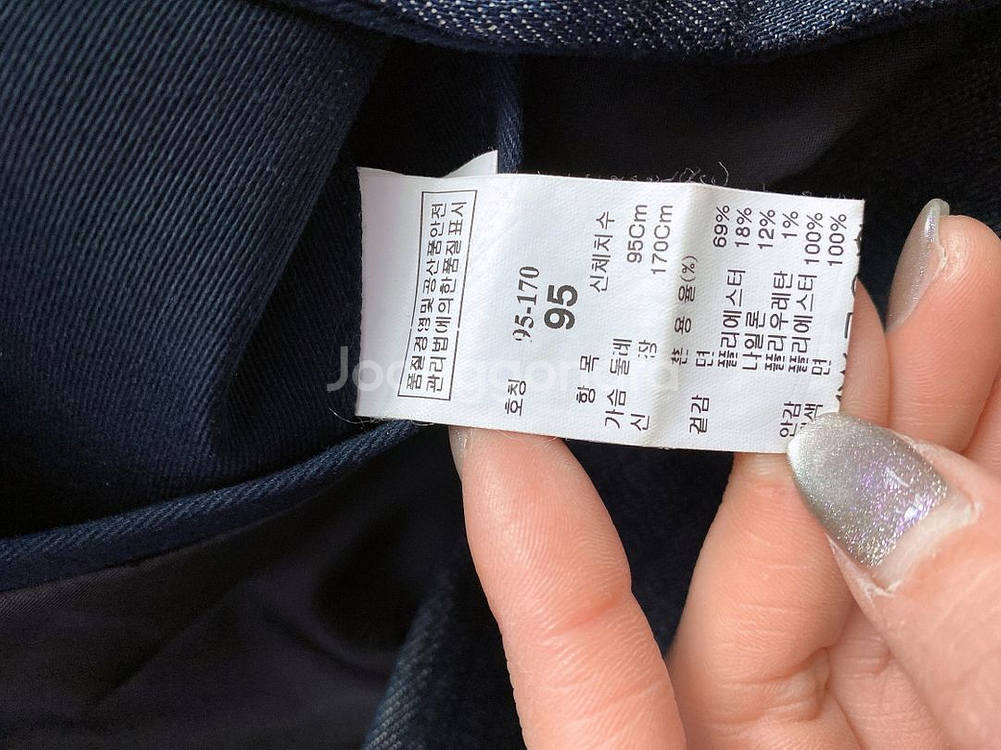 품질경영및공산품안전
관리법에의한품질표시
호칭 95-170
95
항 목 신체치수
가슴 둘레 95Cm
신 장 170Cm
혼 용 율(%)
겉감 면 69%
폴리에스터 18%
나일론 12%
폴리우레탄 1%
안감 폴리에스터 100%
면 100%